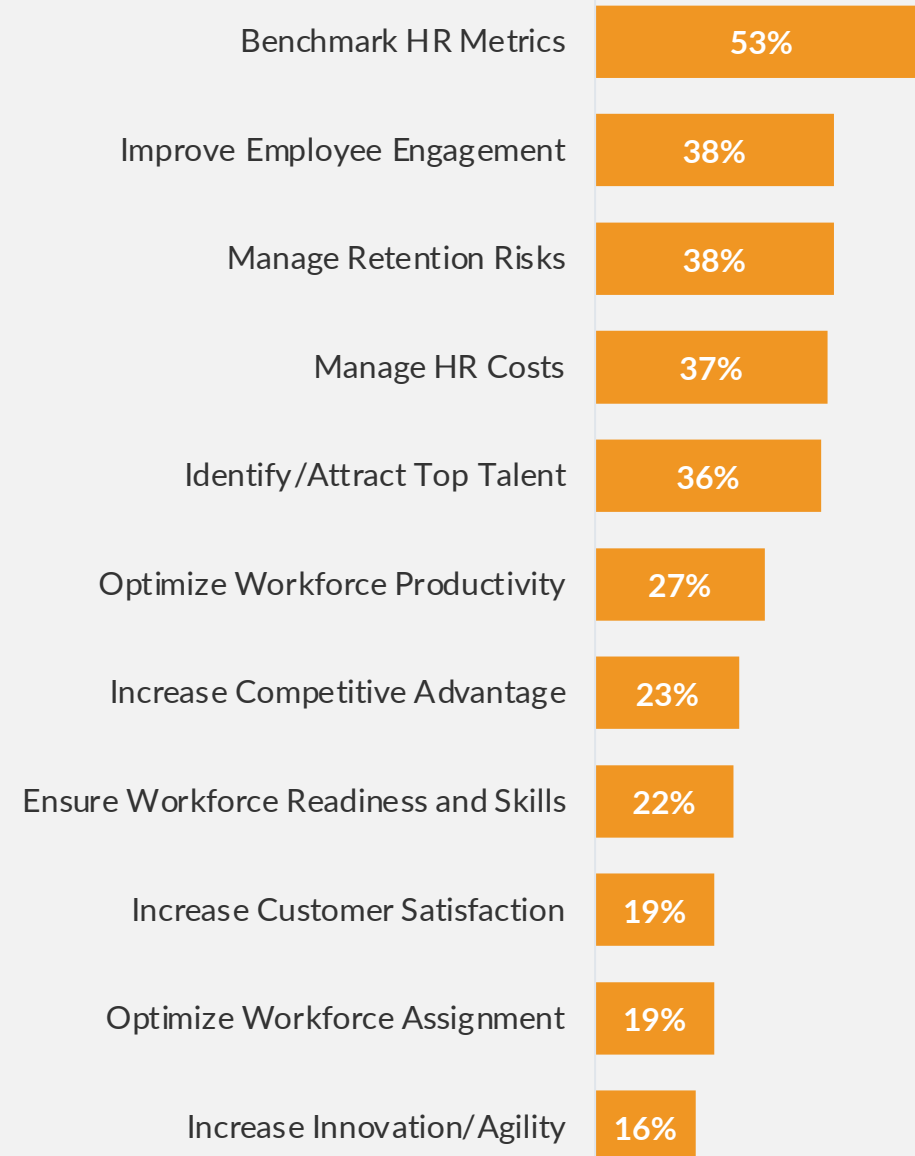 Benchmark HR Metrics 53%
Improve Employee Engagement 38%
Manage Retention Risks 38%
Manage HR Costs 37%
Identify/Attract Top Talent 36%
Optimize Workforce Productivity 27%
Increase Competitive Advantage 23%
Ensure Workforce Readiness and Skills 22%
Increase Customer Satisfaction 19%
Optimize Workforce Assignment 19%
Increase Innovation/Agility 16%